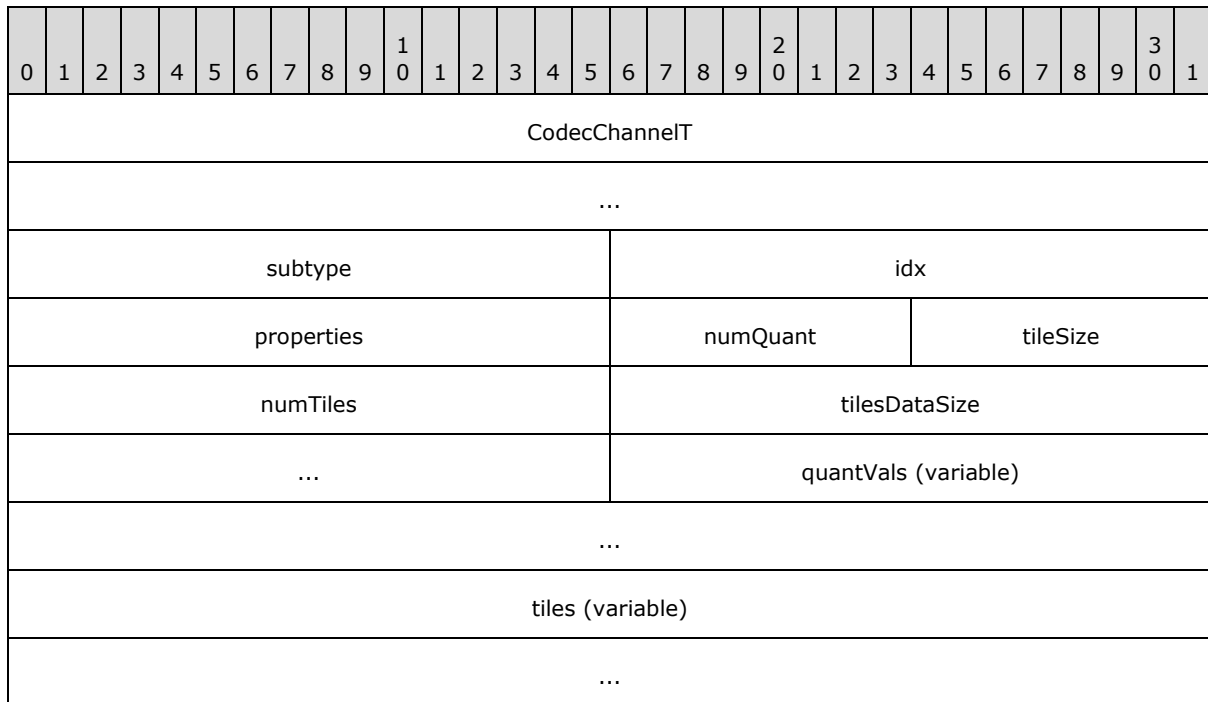 1 2 3
0 1 2 3 4 5 6 7 8 9 0 1 2 3 4 5 6 7 8 9 0 1 2 3 4 5 6 7 8 9 0 1
CodecChannelT
...
subtype idx
properties numQuant tileSize
numTiles tilesDataSize
... quantVals (variable)
...
tiles (variable)
...